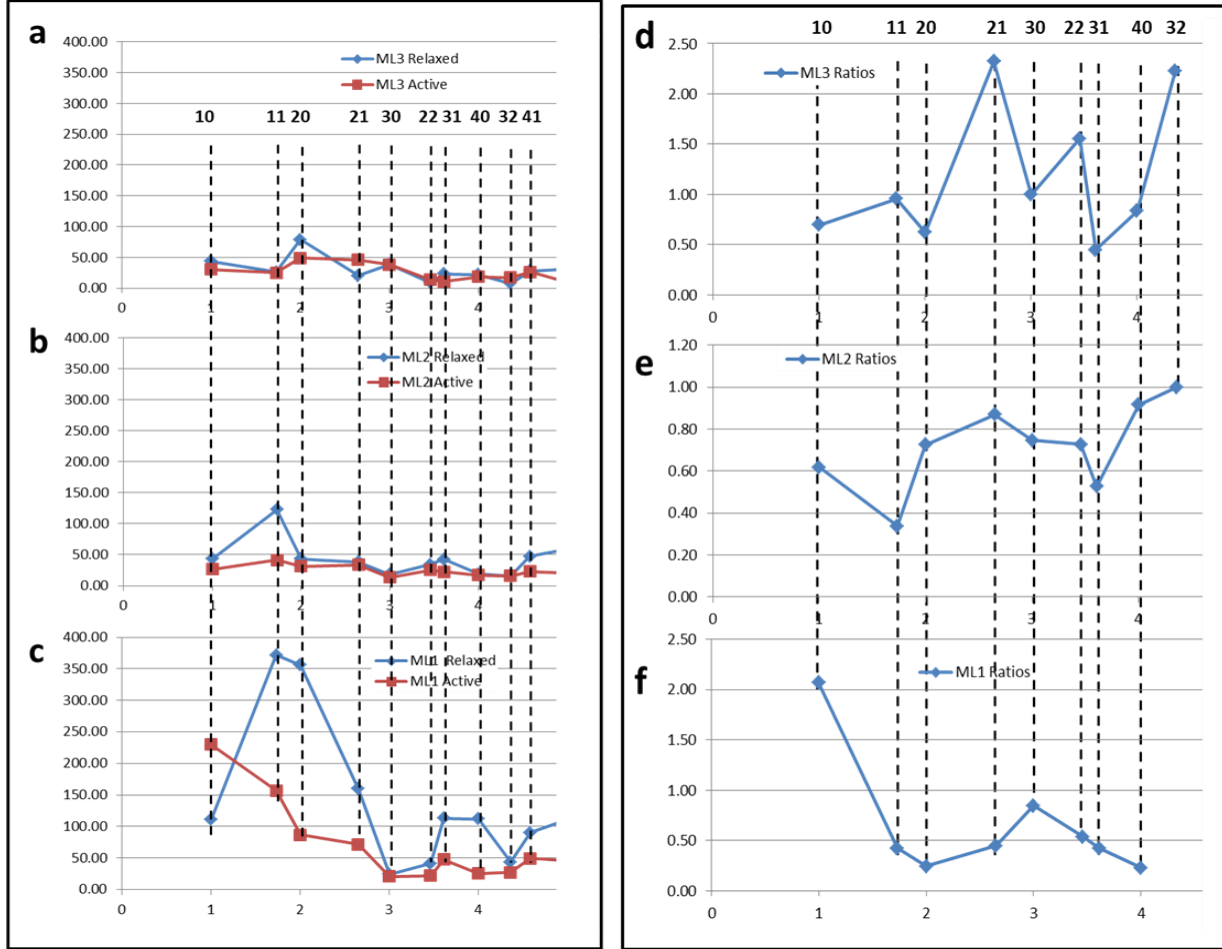 a
400.00
350.00
300.00
250.00
200.00
150.00
100.00
50.00
0.00
ML3 Relaxed
ML3 Active
10 11 20 21 30 22 31 40 32 41
0 1 2 3 4
b
400.00
350.00
300.00
250.00
200.00
150.00
100.00
50.00
0.00
ML2 Relaxed
ML2 Active
0 1 2 3 4
c
400.00
350.00
300.00
250.00
200.00
150.00
100.00
50.00
0.00
ML1 Relaxed
ML1 Active
0 1 2 3 4
d
10 11 20 21 30 22 31 40 32
2.50
2.00
1.50
1.00
0.50
0.00
ML3 Ratios
0 1 2 3 4
e
1.20
1.00
0.80
0.60
0.40
0.20
0.00
ML2 Ratios
0 1 2 3 4
f
2.50
2.00
1.50
1.00
0.50
0.00
ML1 Ratios
0 1 2 3 4